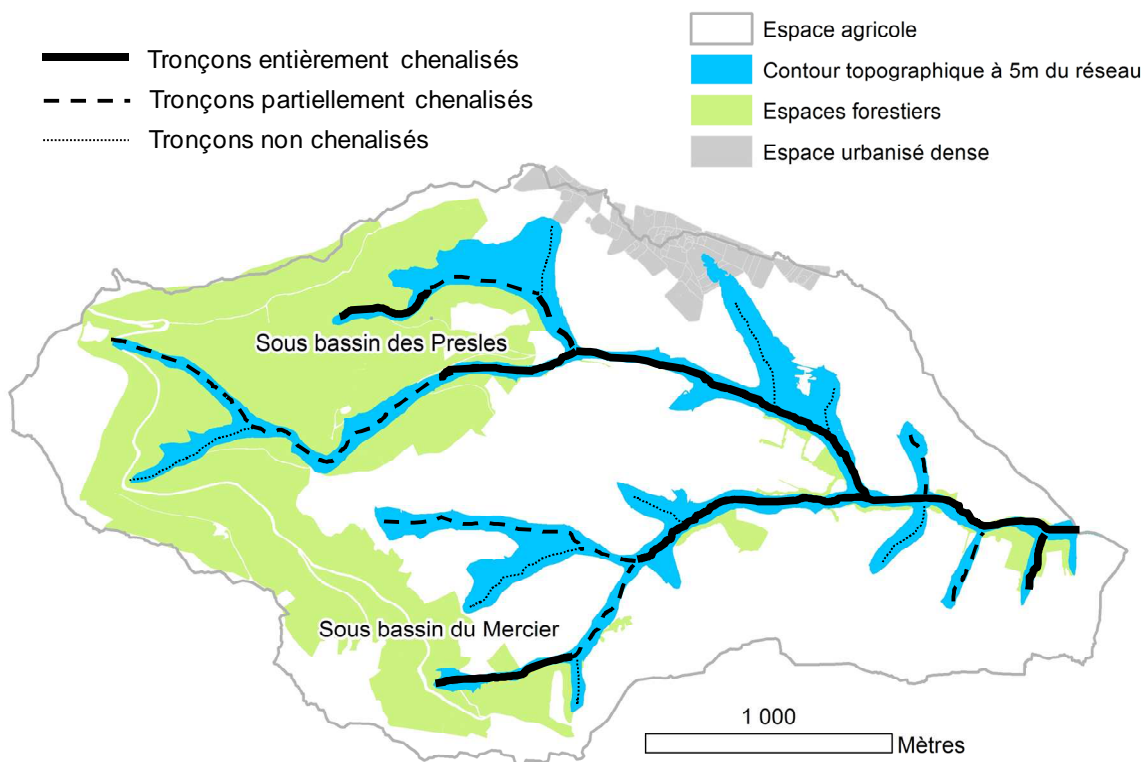 Tronçons entièrement chenalisés
Tronçons partiellement chenalisés
Tronçons non chenalisés
Espace agricole
Contour topographique à 5m du réseau
Espaces forestiers
Espace urbanisé dense
Sous bassin des Presles
Sous bassin du Mercier
1 000
Mètres